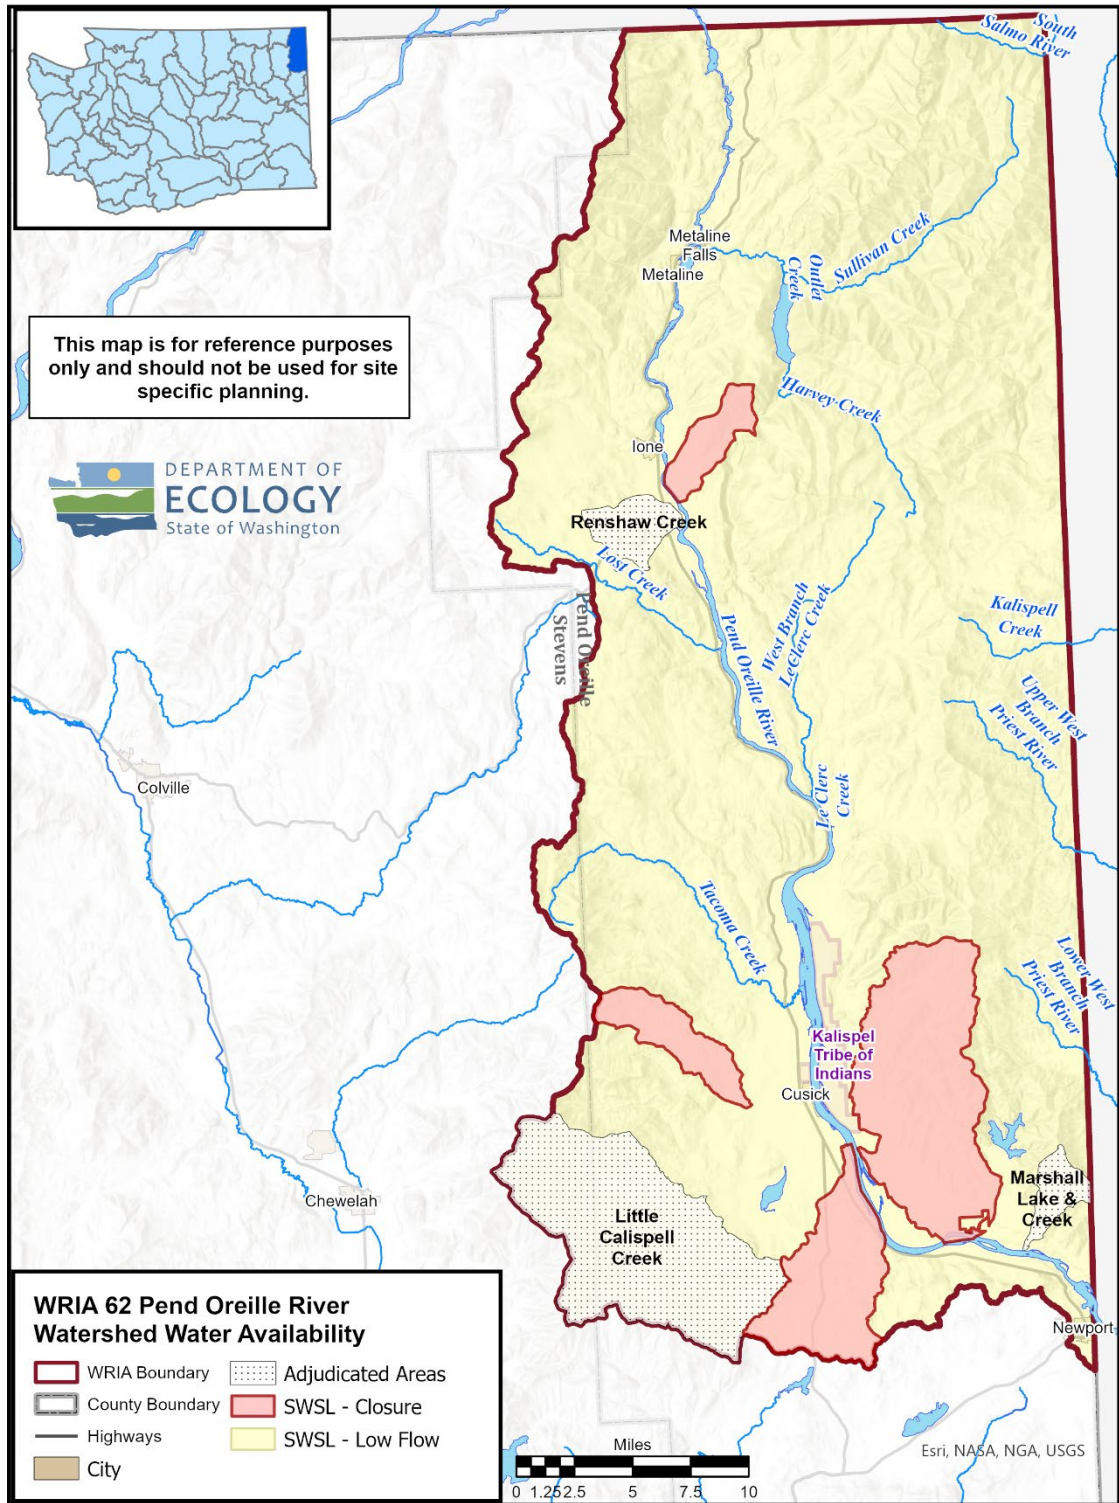 South
Salmo River
Metaline
Falls
Metaline
Outlet
Creek
Sullivan Creek
This map is for reference purposes
only and should not be used for site
specific planning.
Harvey Creek
Ione
DEPARTMENT OF
ECOLOGY
State of Washington
Renshaw Creek
Lost Creek
Pend Oreille
Stevens
Pend Oreille River
West Branch
LeClerc Creek
Kalispell
Creek
Upper West
Branch
Priest River
Colville
Le Clerc
Creek
Tacoma Creek
Lower West
Branch
Priest River
Kalispel
Tribe of
Indians
Cusick
Chewelah
Little
Calispell
Creek
Marshall
Lake &
Creek
Newport
WRIA 62 Pend Oreille River
Watershed Water Availability
WRIA Boundary
County Boundary
Highways
City
Adjudicated Areas
SWSL - Closure
SWSL - Low Flow
Miles
0 1.25 2.5 5 7.5 10
Esri, NASA, NGA, USGS